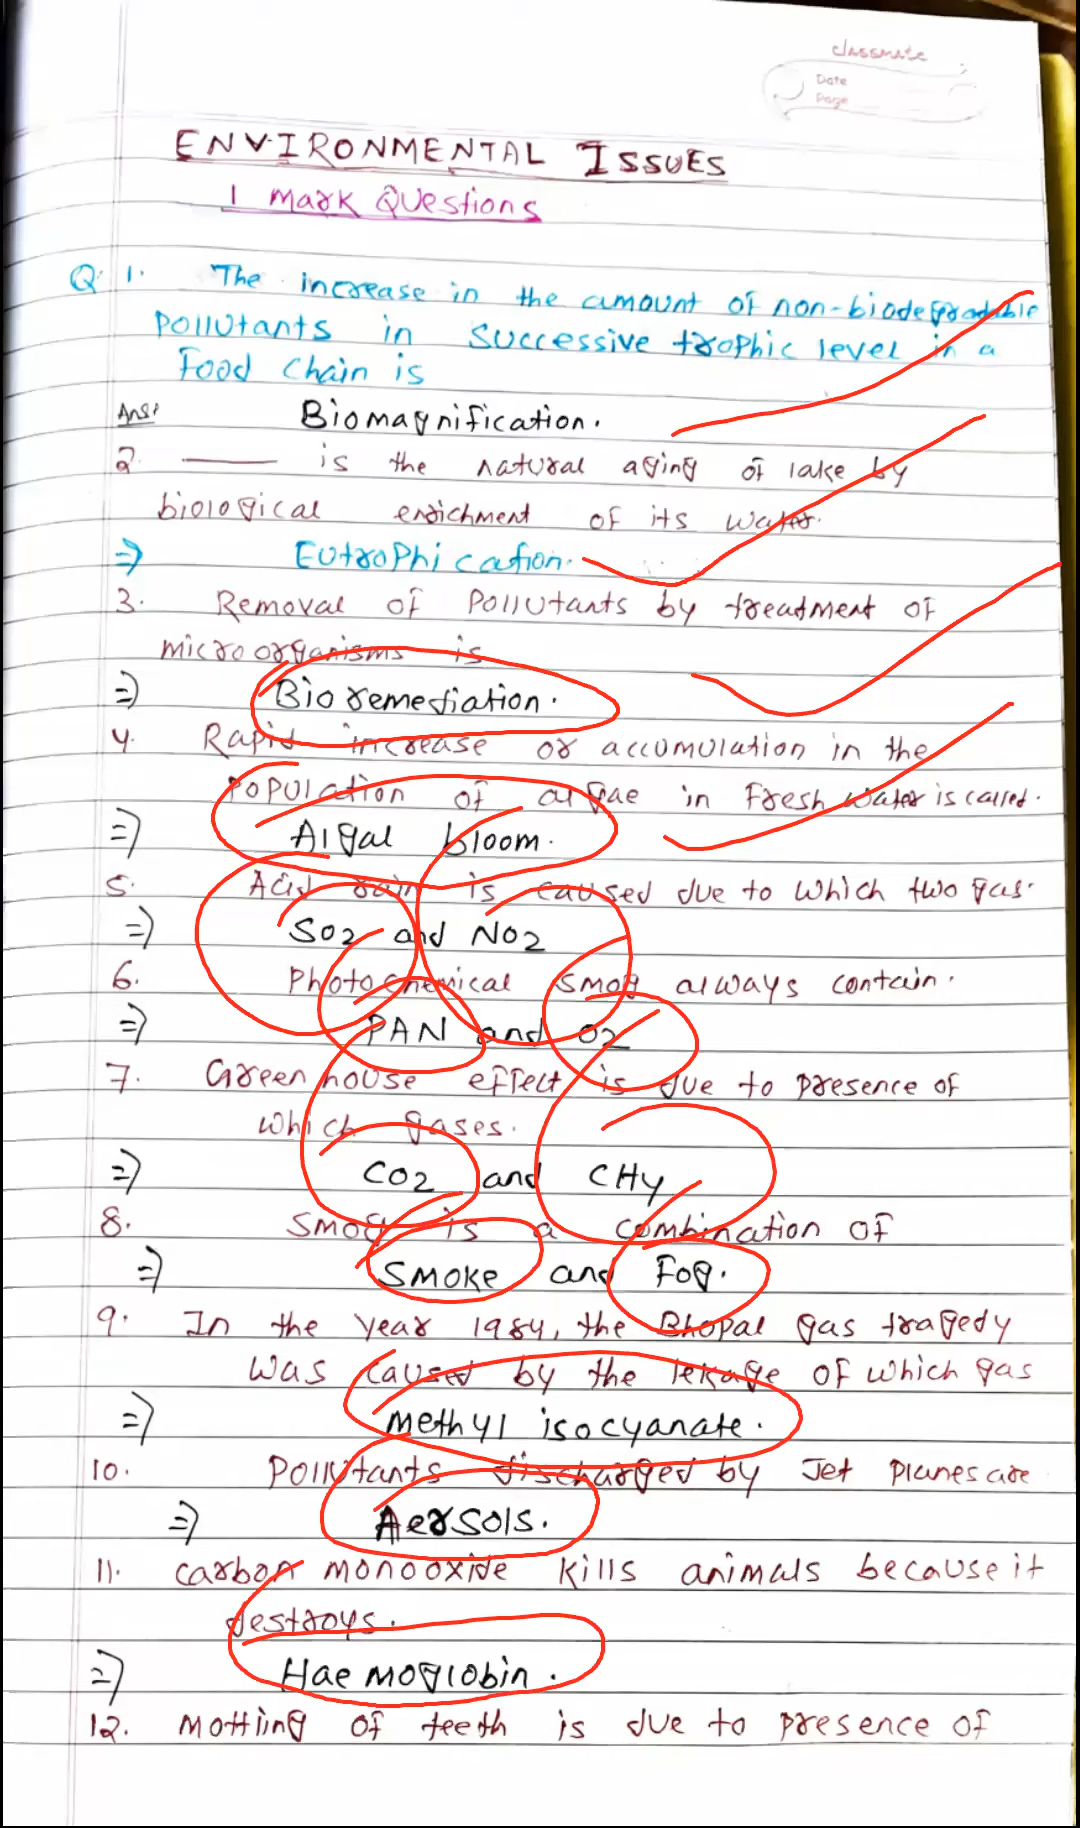 classmate
Date
Page
ENVIRONMENTAL ISSUES
1 Mark Questions
Q. 1. The increase in the amount of non-biodegradable
Pollutants in successive trophic level in a
Food Chain is
Ans: Biomagnification.
2. ——— is the natural aging of lake by
biological enrichment of its water.
⇒ Eutrophication.
3. Removal of Pollutants by treatment of
microorganisms is
⇒ Bioremediation.
4. Rapid increase or accumulation in the
Population of algae in fresh water is called.
⇒ Algal bloom.
5. Acid rain is caused due to which two gas.
⇒ SO2 and NO2
6. Photochemical smog always contain.
⇒ PAN and O2
7. Green house effect is due to presence of
which gases.
⇒ CO2 and CH4
8. Smog is a combination of
⇒ Smoke and Fog.
9. In the year 1984, the Bhopal gas tragedy
was caused by the lekage of which gas
⇒ methyl isocyanate.
10. Pollutants discharged by Jet Planes are
⇒ Aersols.
11. carbon monooxide kills animals because it
destroys.
⇒ Haemoglobin.
12. Mottling of teeth is due to presence of